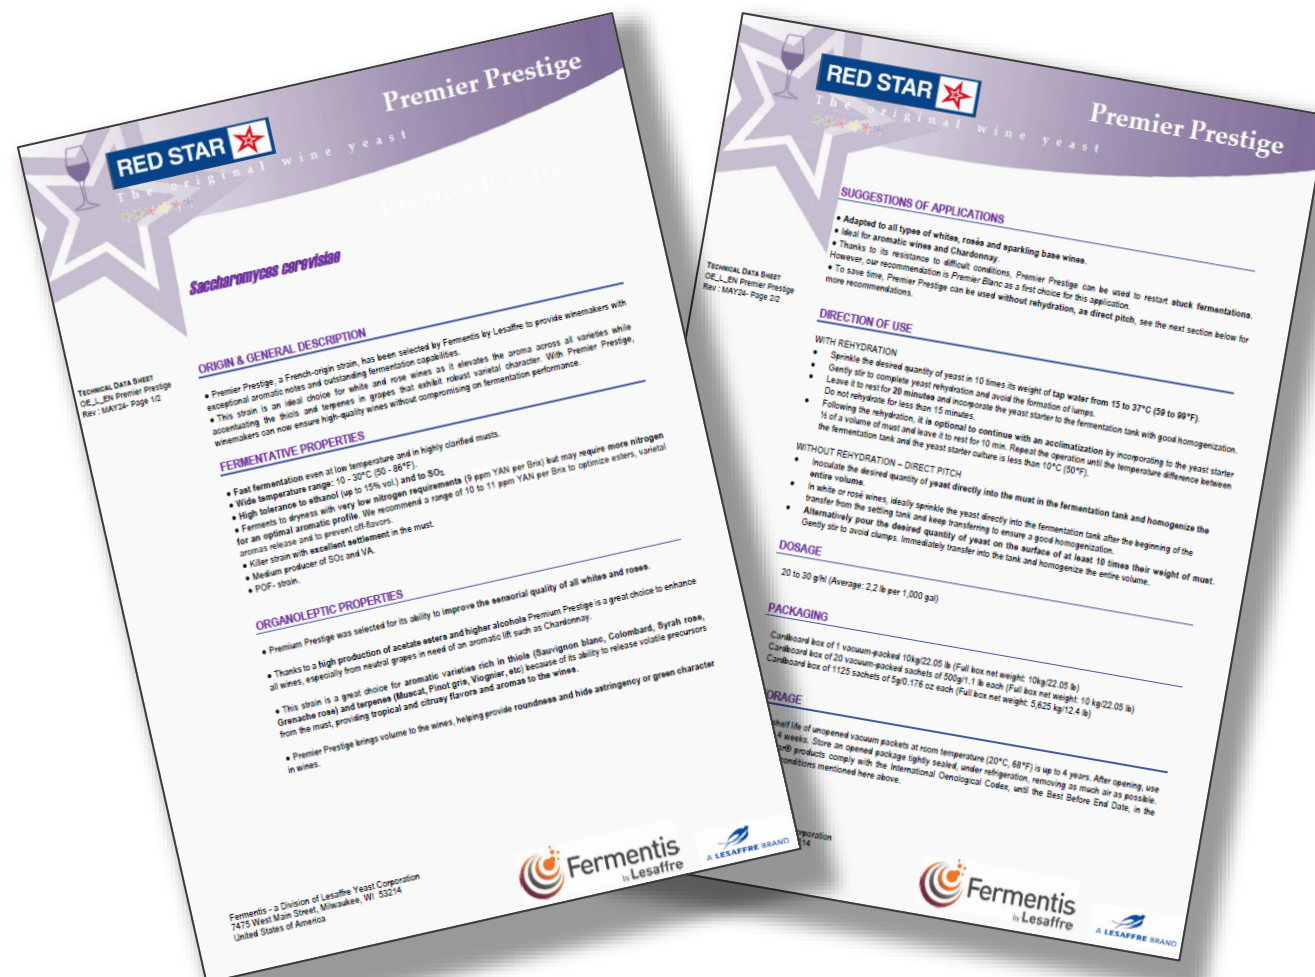 Premier Prestige
RED STAR
The original wine yeast
Premier Prestige
Saccharomyces cerevisiae
TECHNICAL DATA SHEET
OE_L_EN Premier Prestige
Rev : MAY24- Page 1/2
ORIGIN & GENERAL DESCRIPTION
● Premier Prestige, a French-origin strain, has been selected by Fermentis by Lesaffre to provide winemakers with
exceptional aromatic notes and outstanding fermentation capabilities.
● This strain is an ideal choice for white and rose wines as it elevates the aroma across all varieties while
accentuating the thiols and terpenes in grapes that exhibit robust varietal character. With Premier Prestige,
winemakers can now ensure high-quality wines without compromising on fermentation performance.
FERMENTATIVE PROPERTIES
● Fast fermentation even at low temperature and in highly clarified musts.
● Wide temperature range: 10 - 30°C (50 - 86°F).
● High tolerance to ethanol (up to 15% vol.) and to SO2.
● Ferments to dryness with very low nitrogen requirements (9 ppm YAN per Brix) but may require more nitrogen
for an optimal aromatic profile. We recommend a range of 10 to 11 ppm YAN per Brix to optimize esters, varietal
aromas release and to prevent off-flavors.
● Killer strain with excellent settlement in the must.
● Medium producer of SOs and VA.
● POF- strain.
ORGANOLEPTIC PROPERTIES
● Premium Prestige was selected for its ability to improve the sensorial quality of all whites and roses.
● Thanks to a high production of acetate esters and higher alcohols Premium Prestige is a great choice to enhance
all wines, especially from neutral grapes in need of an aromatic lift such as Chardonnay.
● This strain is a great choice for aromatic varieties rich in thiols (Sauvignon blanc, Colombard, Syrah rose,
Grenache rose) and terpenes (Muscat, Pinot gris, Viognier, etc) because of its ability to release volatile precursors
from the must, providing tropical and citrusy flavors and aromas to the wines.
● Premier Prestige brings volume to the wines, helping provide roundness and hide astringency or green character
in wines.
Fermentis - a Division of Lesaffre Yeast Corporation
7475 West Main Street, Milwaukee, WI 53214
United States of America
Fermentis
by Lesaffre
A LESAFFRE BRAND
Premier Prestige
RED STAR
The original wine yeast
TECHNICAL DATA SHEET
OE_L_EN Premier Prestige
Rev : MAY24- Page 2/2
SUGGESTIONS OF APPLICATIONS
● Adapted to all types of whites, rosés and sparkling base wines.
● Ideal for aromatic wines and Chardonnay.
● Thanks to its resistance to difficult conditions, Premier Prestige can be used to restart stuck fermentations.
However, our recommendation is Premier Blanc as a first choice for this application.
● To save time, Premier Prestige can be used without rehydration, as direct pitch, see the next section below for
more recommendations.
DIRECTION OF USE
WITH REHYDRATION
● Sprinkle the desired quantity of yeast in 10 times its weight of tap water from 15 to 37°C (59 to 99°F).
● Gently stir to complete yeast rehydration and avoid the formation of lumps.
● Leave it to rest for 20 minutes and incorporate the yeast starter to the fermentation tank with good homogenization.
Do not rehydrate for less than 15 minutes.
● Following the rehydration, it is optional to continue with an acclimatization by incorporating to the yeast starter
½ of a volume of must and leave it to rest for 10 min. Repeat the operation until the temperature difference between
the fermentation tank and the yeast starter culture is less than 10°C (50°F).
WITHOUT REHYDRATION – DIRECT PITCH
● Inoculate the desired quantity of yeast directly into the must in the fermentation tank and homogenize the
entire volume.
● In white or rosé wines, ideally sprinkle the yeast directly into the fermentation tank after the beginning of the
transfer from the settling tank and keep transferring to ensure a good homogenization.
● Alternatively pour the desired quantity of yeast on the surface of at least 10 times their weight of must.
Gently stir to avoid clumps. Immediately transfer into the tank and homogenize the entire volume.
DOSAGE
20 to 30 g/hl (Average: 2,2 lb per 1,000 gal)
PACKAGING
Cardboard box of 1 vacuum-packed 10kg/22.05 lb (Full box net weight: 10kg/22.05 lb)
Cardboard box of 20 vacuum-packed sachets of 500g/1.1 lb each (Full box net weight: 10 kg/22.05 lb)
Cardboard box of 1125 sachets of 5g/0.176 oz each (Full box net weight: 5,625 kg/12.4 lb)
ORAGE
shelf life of unopened vacuum packets at room temperature (20°C, 68°F) is up to 4 years. After opening, use
4 weeks. Store an opened package tightly sealed, under refrigeration, removing as much air as possible.
products comply with the International Oenological Codex, until the Best Before End Date, in the
conditions mentioned here above.
rporation
214
Fermentis
by Lesaffre
A LESAFFRE BRAND